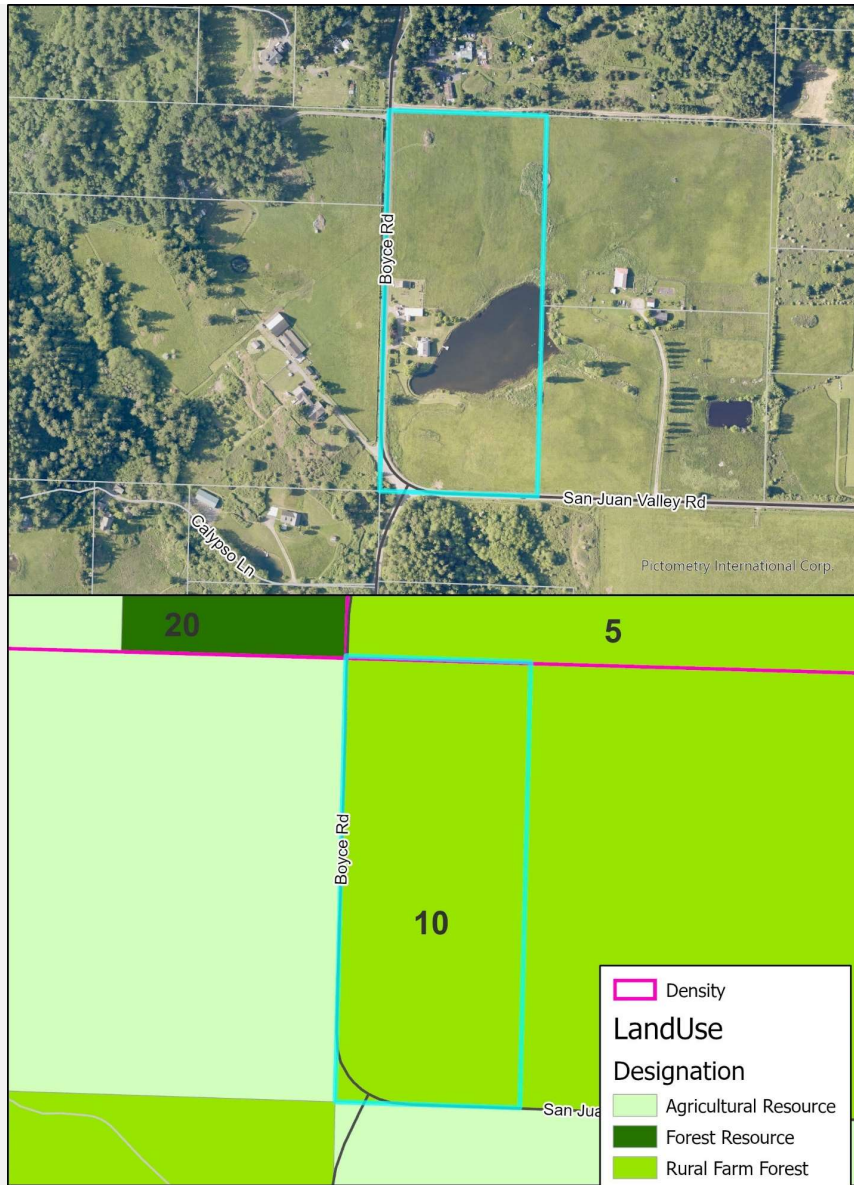 Boyce Rd
San Juan Valley Rd
Calypso Ln
Pictometry International Corp.
20
5
Boyce Rd
10
San Jua
Density
LandUse
Designation
Agricultural Resource
Forest Resource
Rural Farm Forest